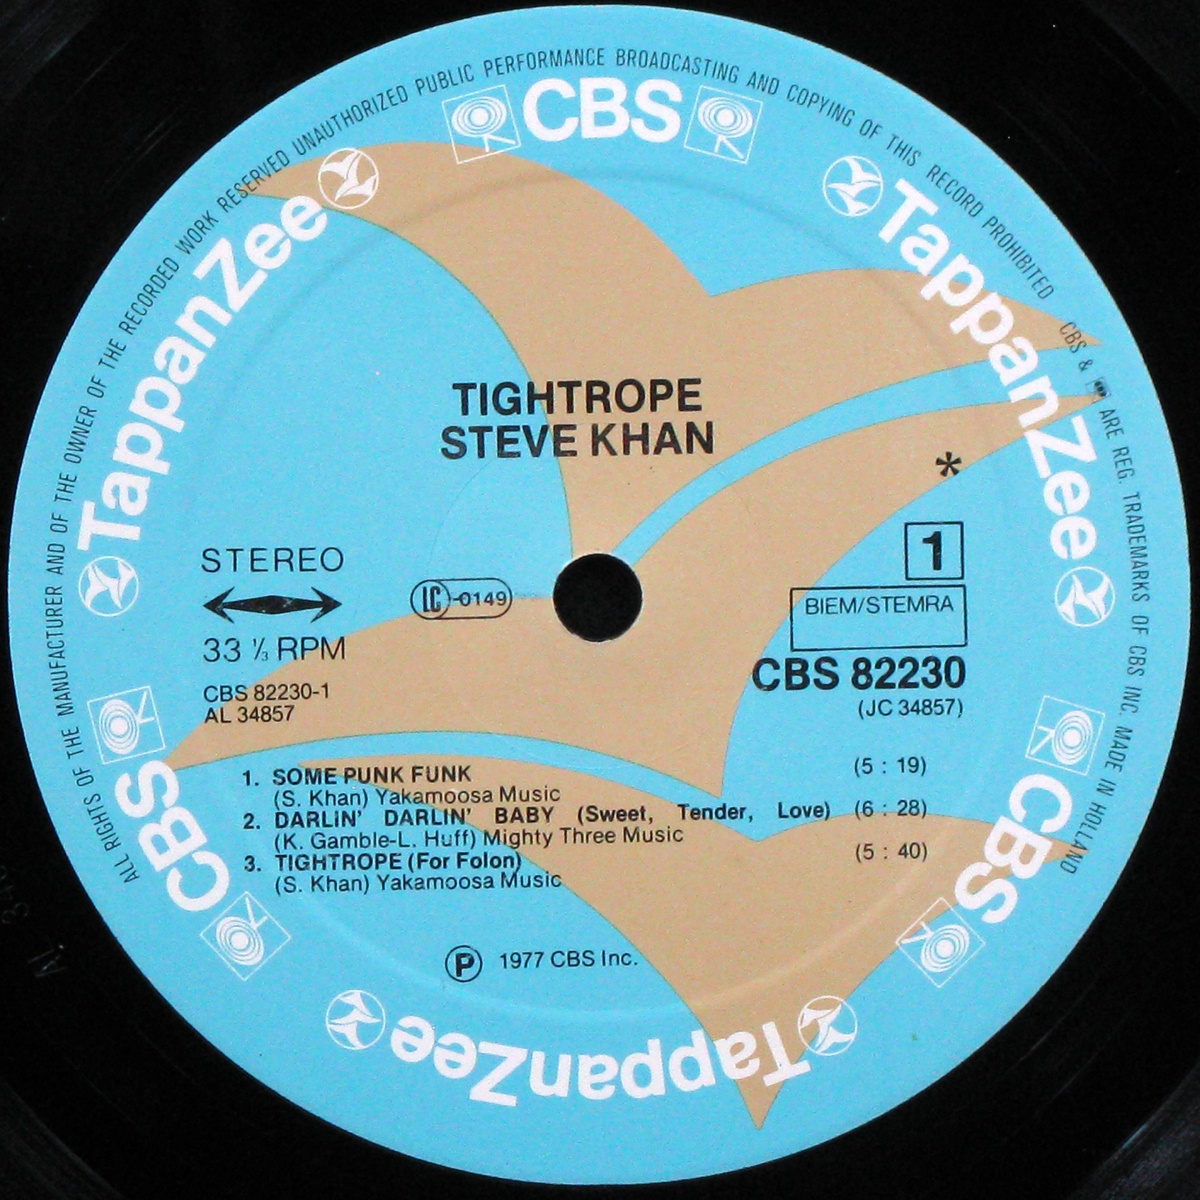 ALL RIGHTS OF THE MANUFACTURER AND OF THE OWNER OF THE RECORDED WORK RESERVED UNAUTHORIZED PUBLIC PERFORMANCE BROADCASTING AND COPYING OF THIS RECORD PROHIBITED CBS & ARE REG. TRADEMARKS OF CBS INC. MADE IN HOLLAND
CBS
TappanZee
TappanZee
TIGHTROPE
STEVE KHAN
*
STEREO
1
LC-0149
BIEM/STEMRA
33 ⅓ RPM
CBS 82230
CBS 82230-1
(JC 34857)
AL 34857
1. SOME PUNK FUNK (5 : 19)
(S. Khan) Yakamoosa Music
2. DARLIN' DARLIN' BABY (Sweet, Tender, Love) (6 : 28)
(K. Gamble-L. Huff) Mighty Three Music
3. TIGHTROPE (For Folon) (5 : 40)
(S. Khan) Yakamoosa Music
℗ 1977 CBS Inc.
CBS
CBS
TappanZee